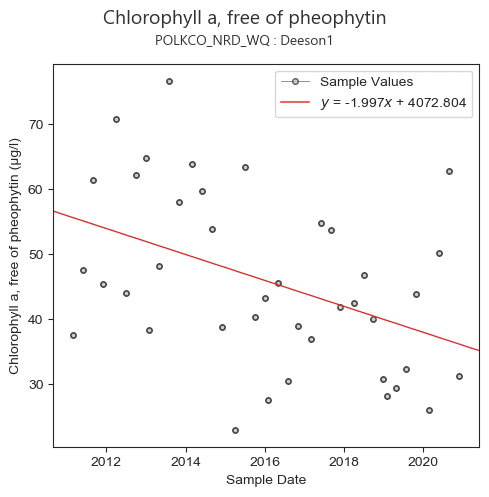 Chlorophyll a, free of pheophytin
POLKCO_NRD_WQ : Deeson1
Sample Values
y = -1.997x + 4072.804
Chlorophyll a, free of pheophytin (µg/l)
70
60
50
40
30
2012
2014
2016
2018
2020
Sample Date